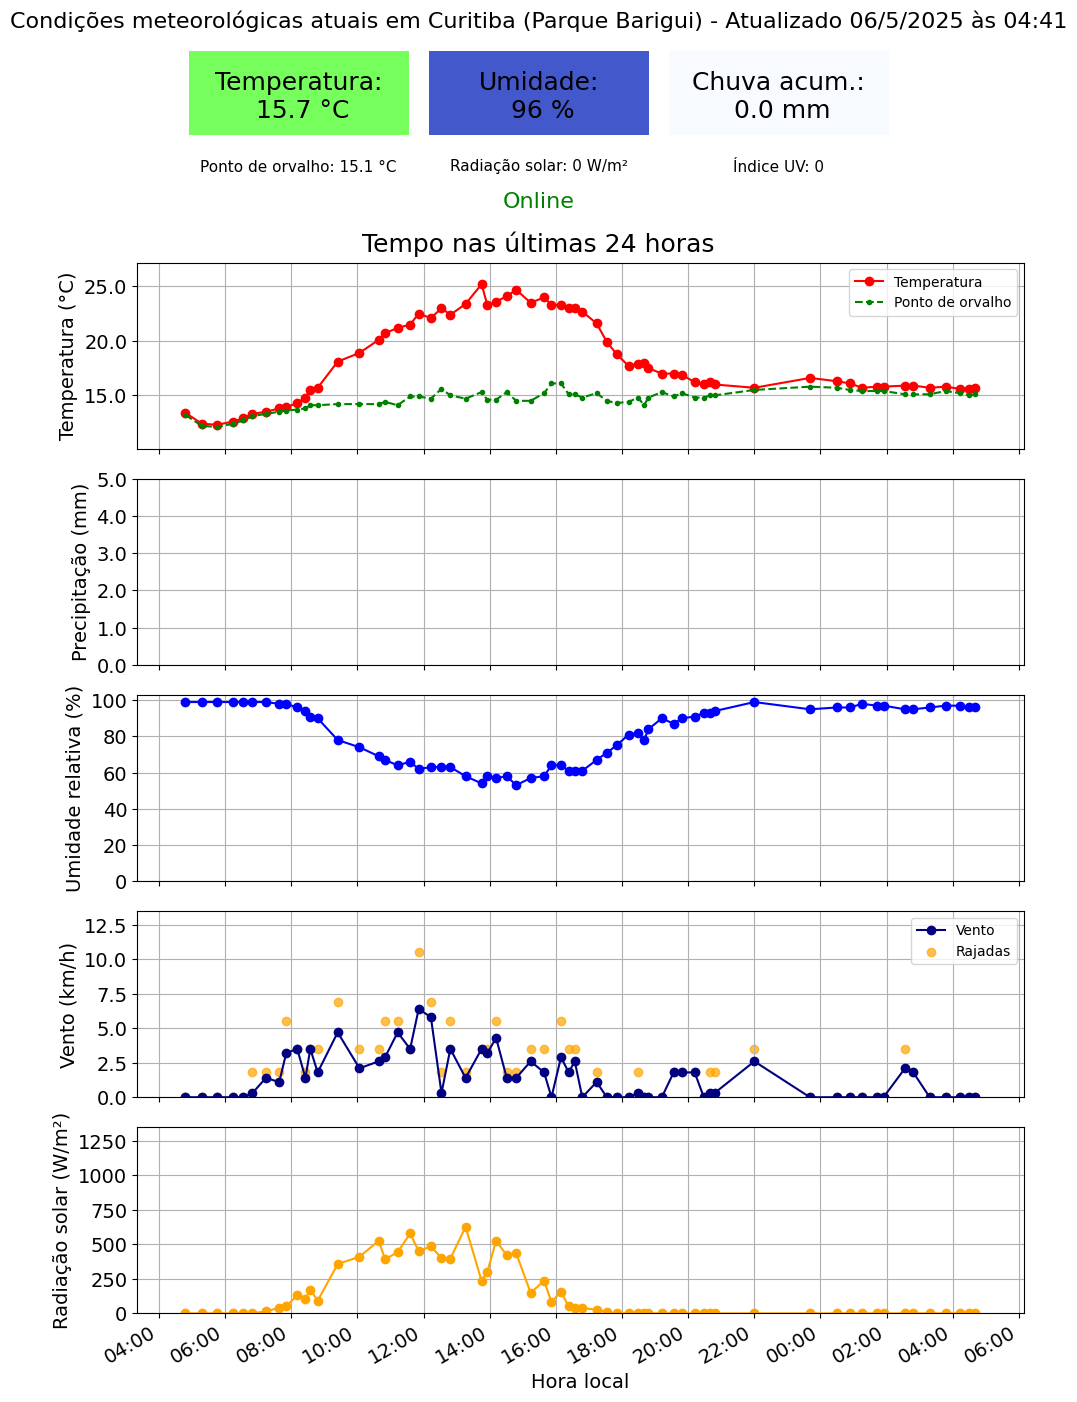 Condições meteorológicas atuais em Curitiba (Parque Barigui) - Atualizado 06/5/2025 às 04:41
Temperatura:
15.7 °C
Umidade:
96 %
Chuva acum.:
0.0 mm
Ponto de orvalho: 15.1 °C
Radiação solar: 0 W/m²
Índice UV: 0
Online
Tempo nas últimas 24 horas
Temperatura (°C)
25.0
20.0
15.0
Temperatura
Ponto de orvalho
Precipitação (mm)
5.0
4.0
3.0
2.0
1.0
0.0
Umidade relativa (%)
100
80
60
40
20
0
Vento (km/h)
12.5
10.0
7.5
5.0
2.5
0.0
Vento
Rajadas
Radiação solar (W/m²)
1250
1000
750
500
250
0
04:00
06:00
08:00
10:00
12:00
14:00
16:00
18:00
20:00
22:00
00:00
02:00
04:00
06:00
Hora local